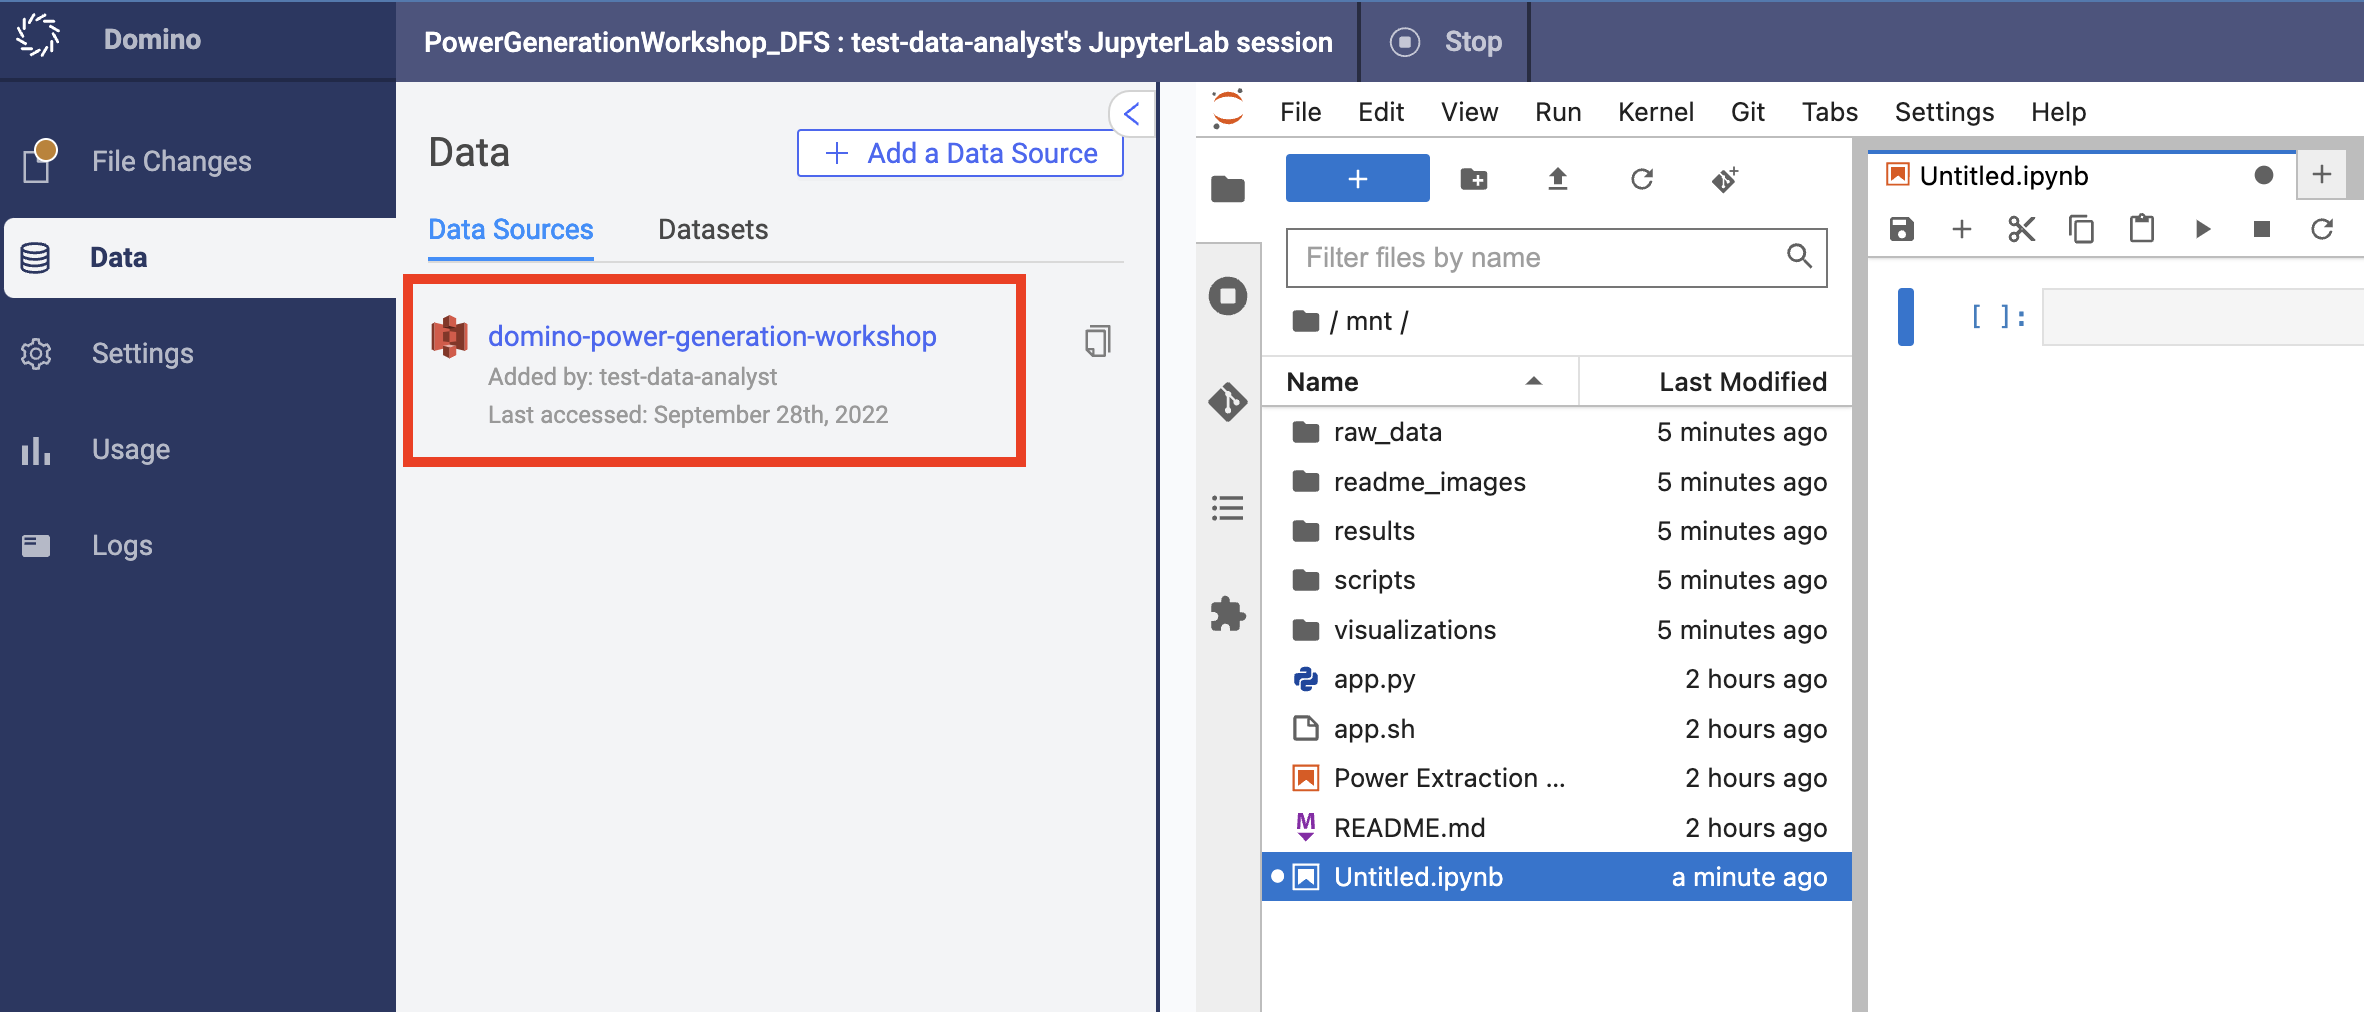 Domino
PowerGenerationWorkshop_DFS : test-data-analyst's JupyterLab session
Stop
File Changes
Data
Settings
Usage
Logs
Data
+ Add a Data Source
Data Sources
Datasets
domino-power-generation-workshop
Added by: test-data-analyst
Last accessed: September 28th, 2022
File Edit View Run Kernel Git Tabs Settings Help
Filter files by name
/ mnt /
Name Last Modified
raw_data 5 minutes ago
readme_images 5 minutes ago
results 5 minutes ago
scripts 5 minutes ago
visualizations 5 minutes ago
app.py 2 hours ago
app.sh 2 hours ago
Power Extraction ... 2 hours ago
README.md 2 hours ago
Untitled.ipynb a minute ago
Untitled.ipynb
[ ]: